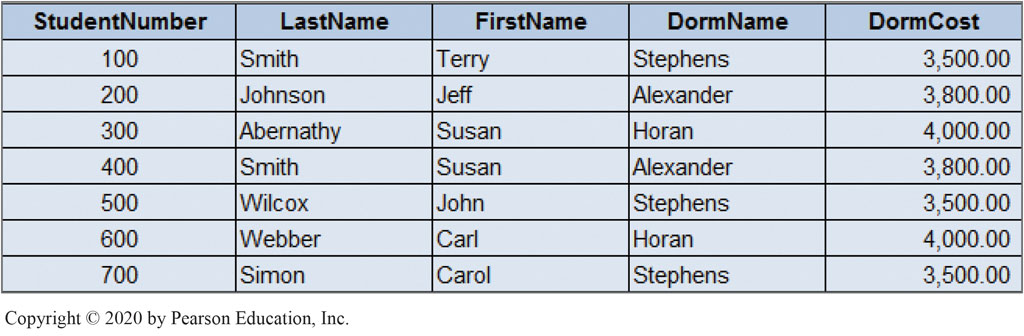 StudentNumber LastName FirstName DormName DormCost
100 Smith Terry Stephens 3,500.00
200 Johnson Jeff Alexander 3,800.00
300 Abernathy Susan Horan 4,000.00
400 Smith Susan Alexander 3,800.00
500 Wilcox John Stephens 3,500.00
600 Webber Carl Horan 4,000.00
700 Simon Carol Stephens 3,500.00
Copyright © 2020 by Pearson Education, Inc.